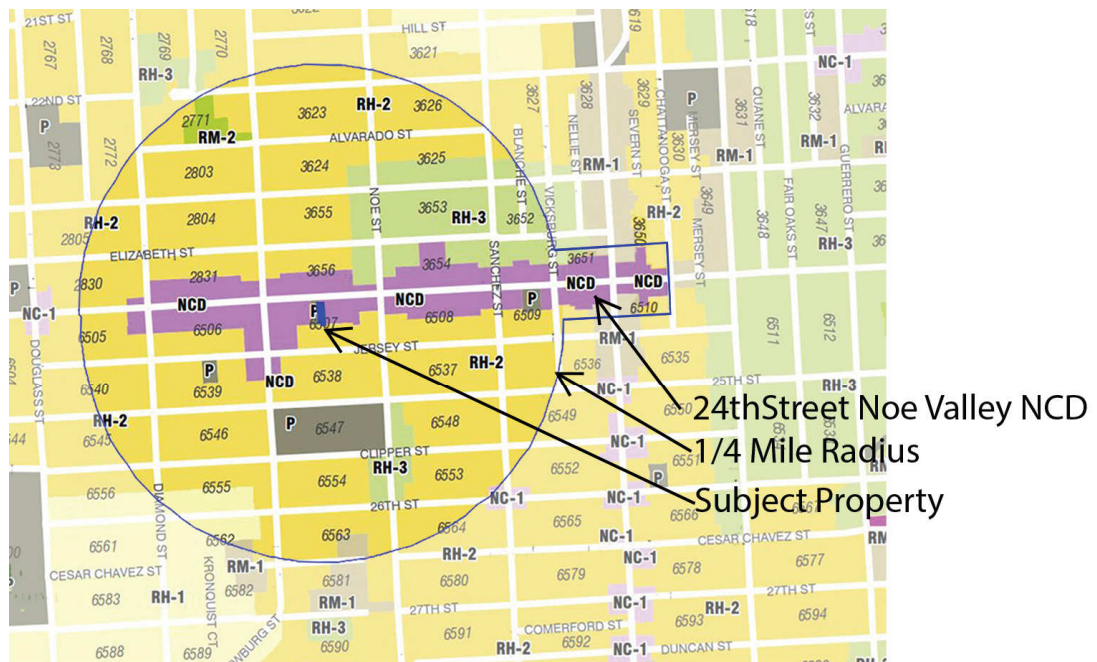 21ST ST
2767
2768
2769
2770
HILL ST
3621
3619
NC-1
RH-3
22ND ST
P
2771
RM-2
3623
RH-2
3626
3627
3628
3629
P
3631
QUANE ST
3632
ALVARADO ST
2773
2772
2803
3624
3625
BLANCHE ST
NELLIE ST
RM-1
SEVERN ST
CHATTANOOGA ST
3630
MERSEY ST
RM-1
RM-1
GUERRERO ST
RH-2
2804
3655
NOE ST
3653
RH-3
3652
VICKSBURG ST
3650
RH-2
3649
3648
FAIR OAKS ST
3647
RH-3
2805
ELIZABETH ST
2831
3656
3654
SANCHEZ ST
3651
MERSEY ST
2830
P
NC-1
NCD
P
NCD
P
NCD
NCD
6505
6506
6507
6508
6509
6510
6511
6512
DOUGLASS ST
JERSEY ST
RM-1
P
6539
NCD
6538
6537
RH-2
6536
6535
25TH ST
RH-3
6540
NC-1
24thStreet Noe Valley NCD
RH-2
6545
6546
P
6547
6548
6549
6550
NC-1
1/4 Mile Radius
CLIPPER ST
RH-3
6556
6555
6554
6553
6552
6551
P
Subject Property
DIAMOND ST
26TH ST
NC-1
NC-1
6561
6562
6563
6564
6565
6566
NC-1
CESAR CHAVEZ ST
CESAR CHAVEZ ST
KRONQUIST CT
RM-1
6581
RH-2
6580
6579
NC-1
6578
6577
6583
RH-1
6582
RM-1
27TH ST
NC-1
RH-2
6594
RH-3
6593
6591
COMERFORD ST
6588
6589
6590
RH-2
6592
NC-1
DUNCAN ST